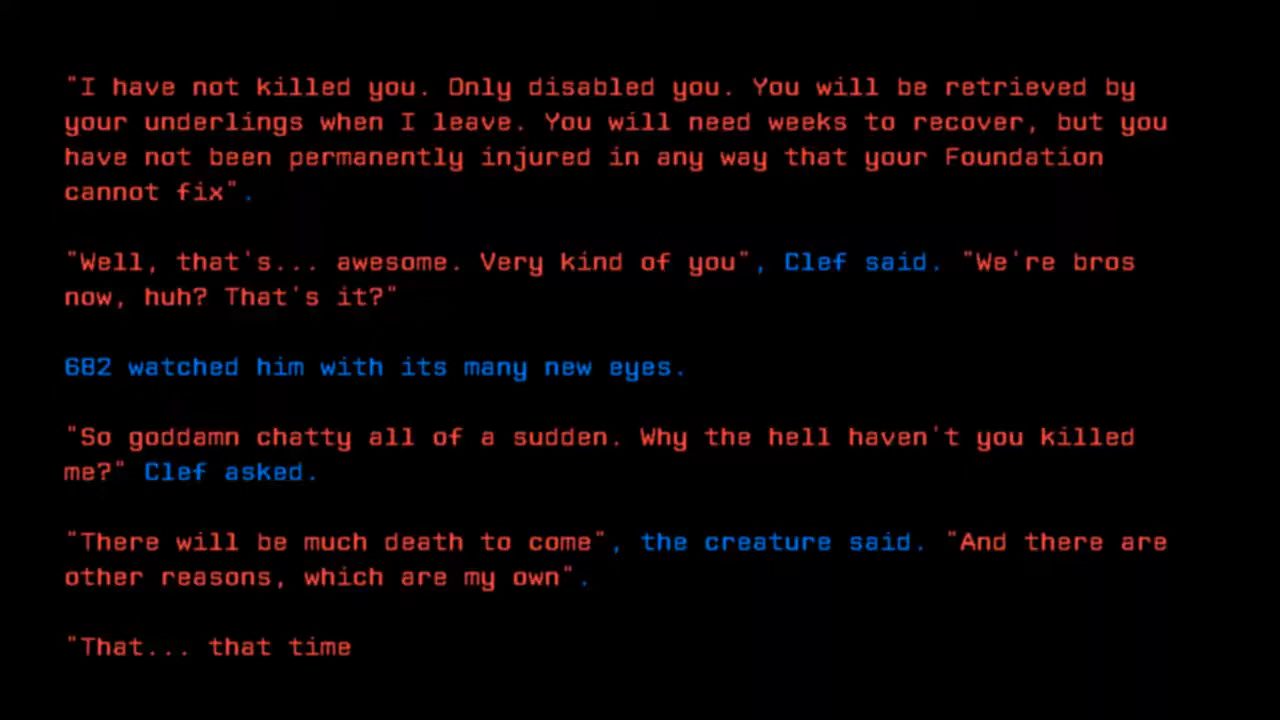 "I have not killed you. Only disabled you. You will be retrieved by
your underlings when I leave. You will need weeks to recover, but you
have not been permanently injured in any way that your Foundation
cannot fix".
"Well, that's... awesome. Very kind of you", Clef said. "We're bros
now, huh? That's it?"
682 watched him with its many new eyes.
"So goddamn chatty all of a sudden. Why the hell haven't you killed
me?" Clef asked.
"There will be much death to come", the creature said. "And there are
other reasons, which are my own".
"That... that time